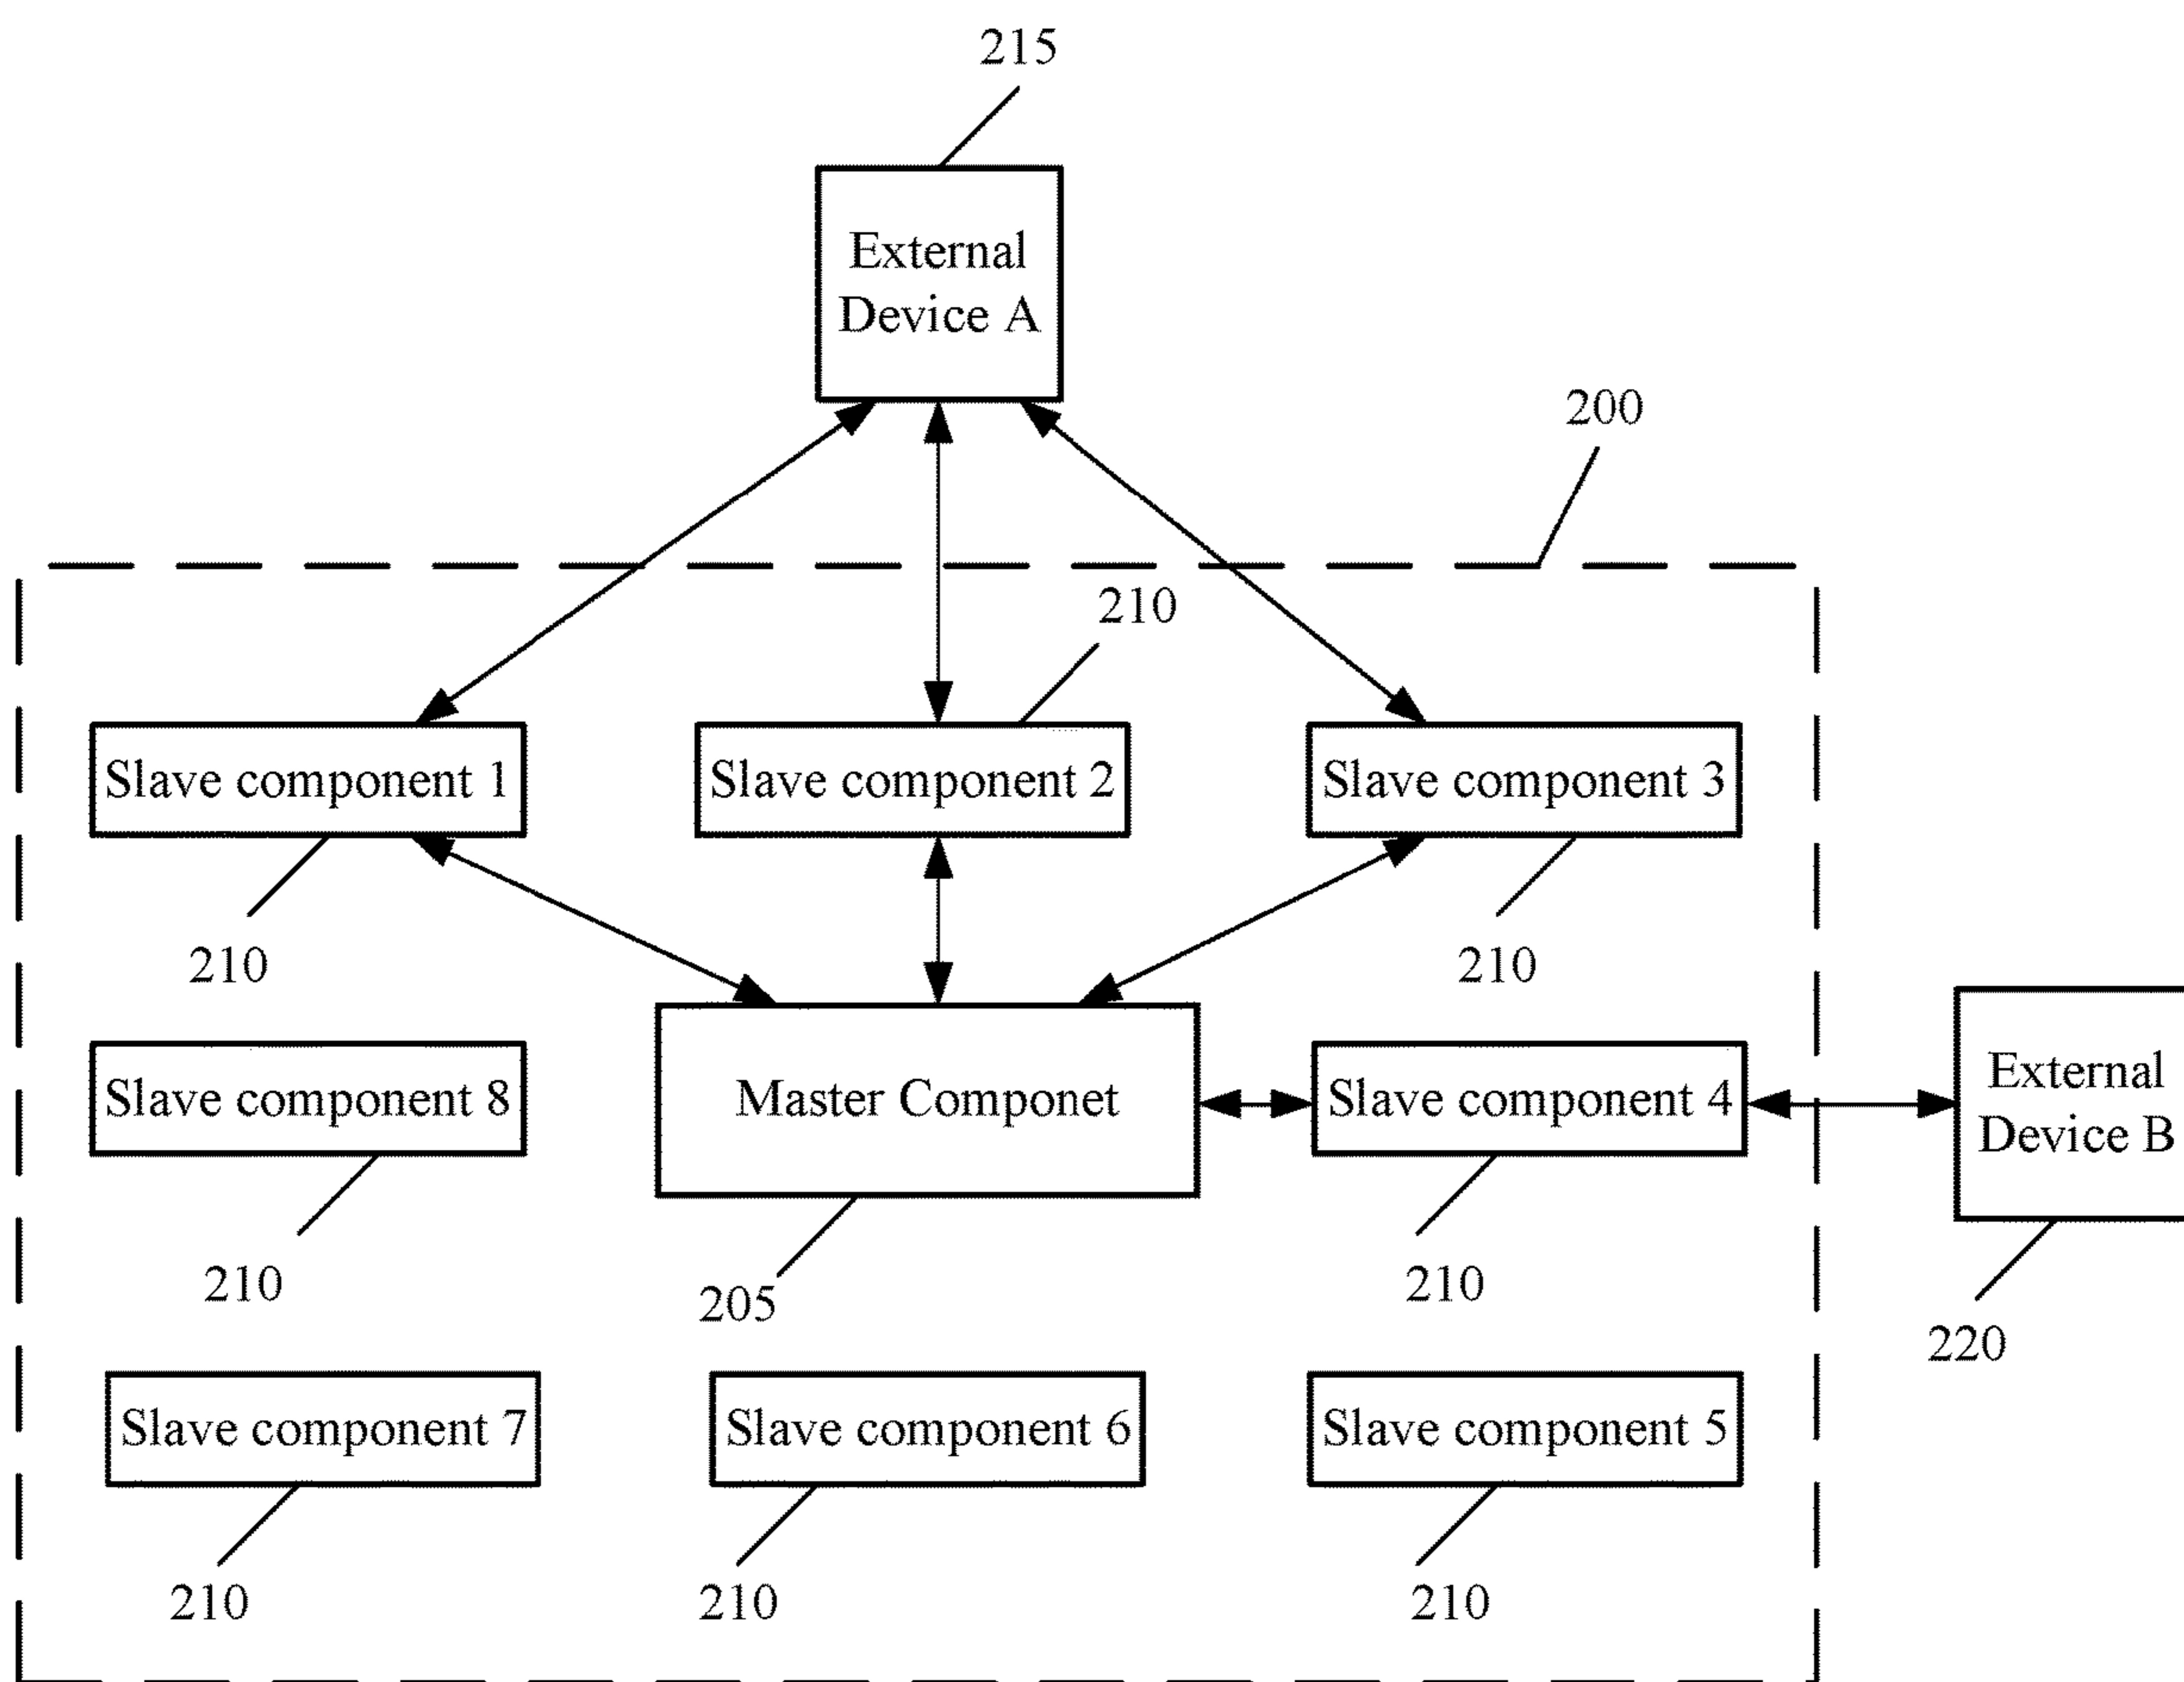 215
External
Device A
200
210
Slave component 1
Slave component 2
Slave component 3
210
210
Slave component 8
Master Componet
Slave component 4
External
Device B
210
205
210
220
Slave component 7
Slave component 6
Slave component 5
210
210
210